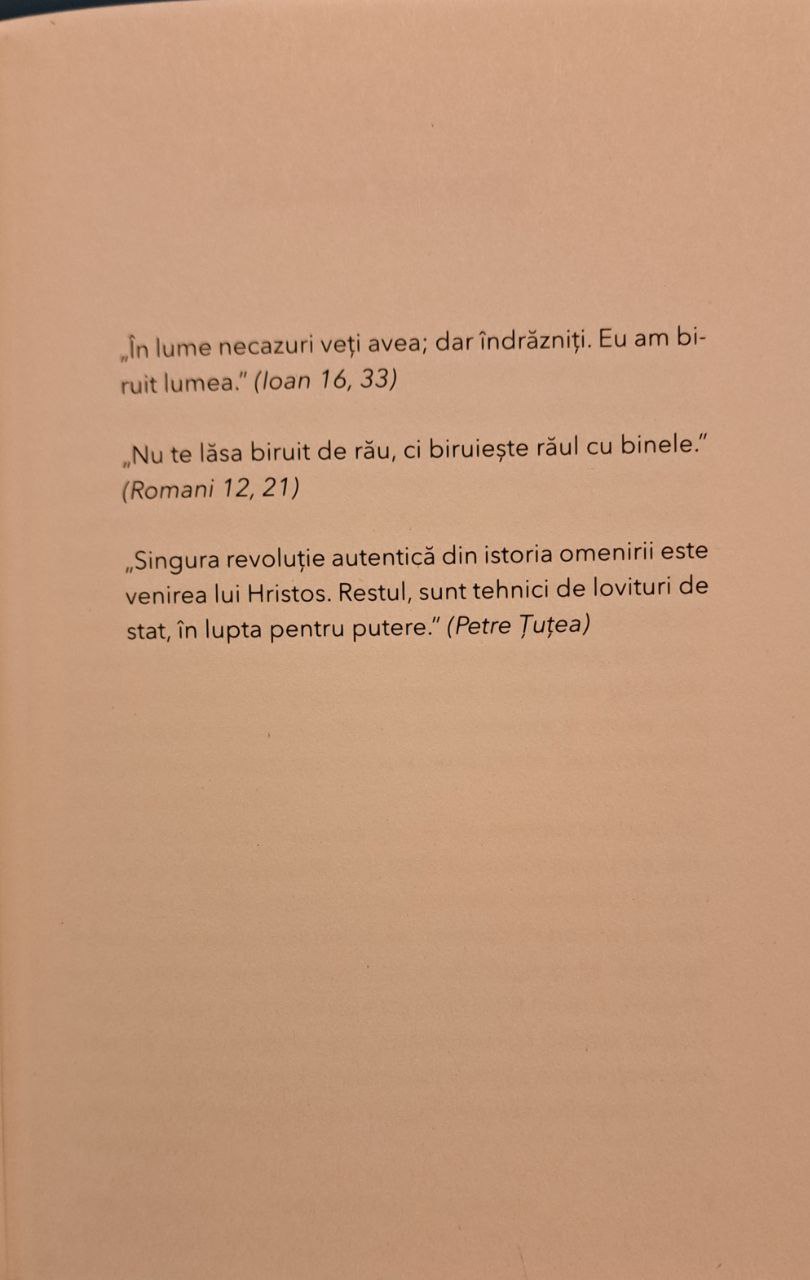 „În lume necazuri veți avea; dar îndrăzniți. Eu am bi-
ruit lumea.” (Ioan 16, 33)
„Nu te lăsa biruit de rău, ci biruiește răul cu binele.”
(Romani 12, 21)
„Singura revoluție autentică din istoria omenirii este
venirea lui Hristos. Restul, sunt tehnici de lovituri de
stat, în lupta pentru putere.” (Petre Țuțea)